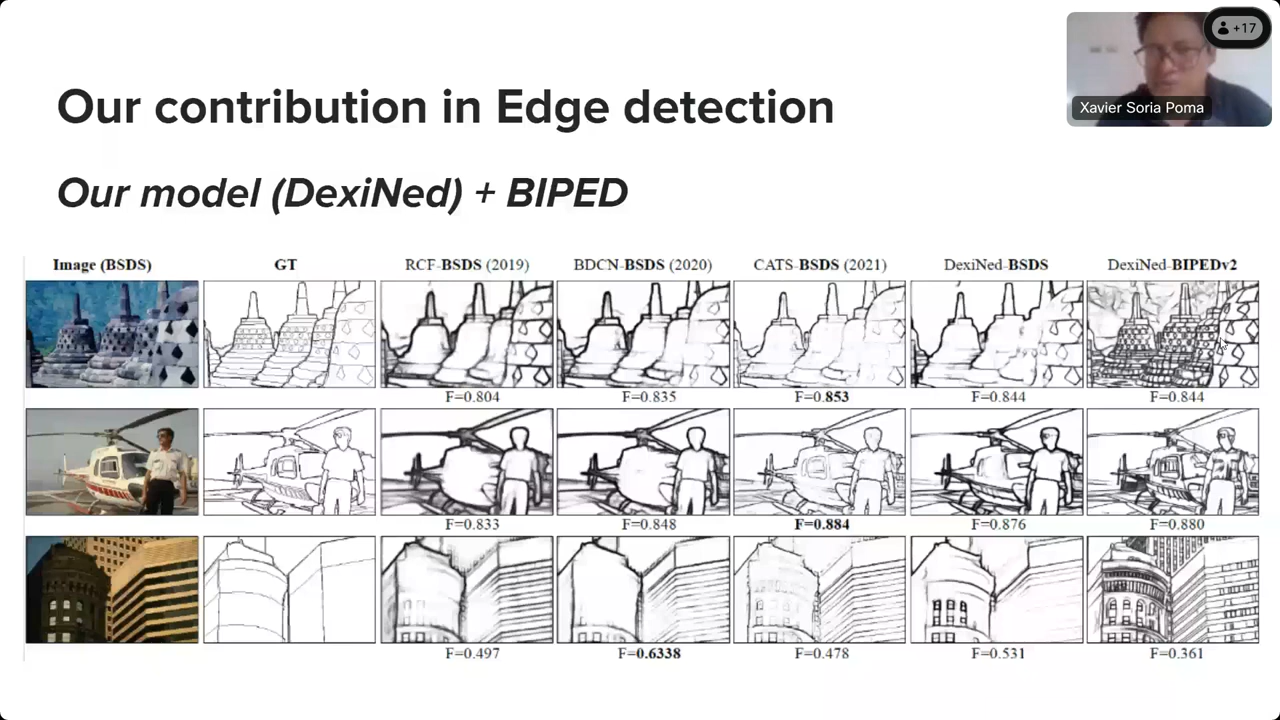 +17
Xavier Soria Poma
Our contribution in Edge detection
Our model (DexiNed) + BIPED
Image (BSDS) GT RCF-BSDS (2019) BDCN-BSDS (2020) CATS-BSDS (2021) DexiNed-BSDS DexiNed-BIPEDv2
F=0.804 F=0.835 F=0.853 F=0.844 F=0.844
F=0.833 F=0.848 F=0.884 F=0.876 F=0.880
F=0.497 F=0.6338 F=0.478 F=0.531 F=0.361